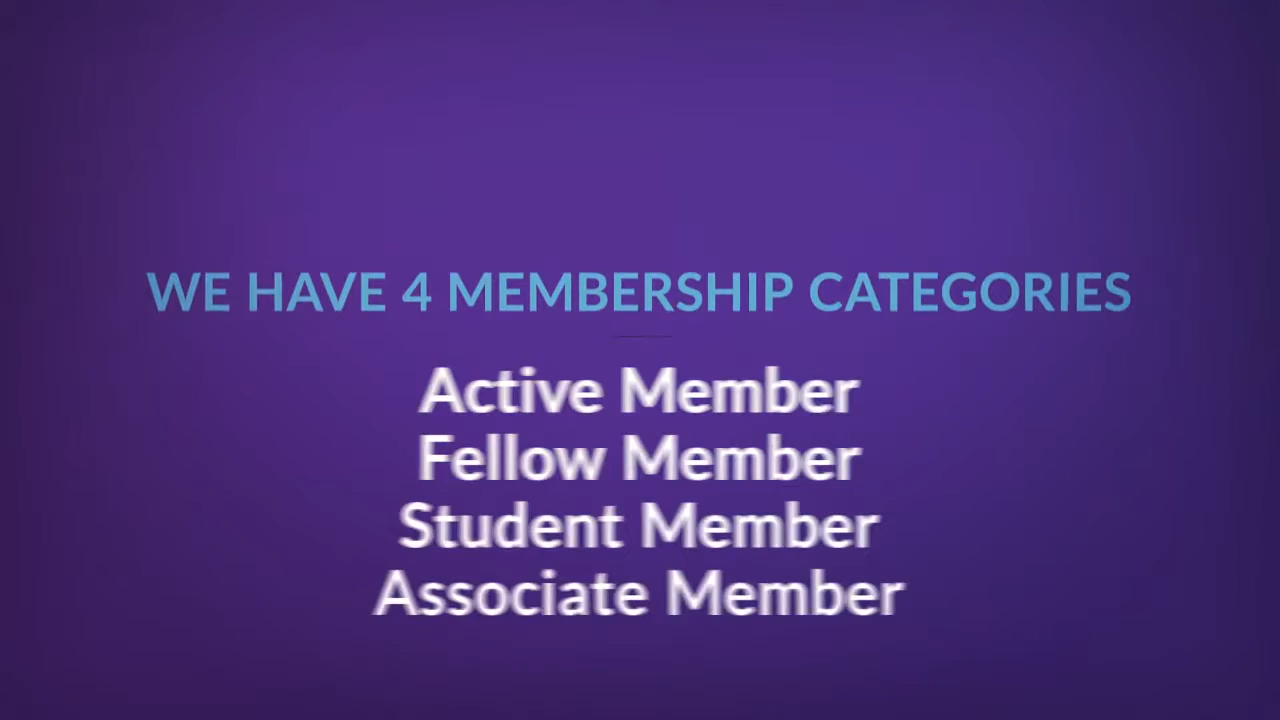 WE HAVE 4 MEMBERSHIP CATEGORIES
Active Member
Fellow Member
Student Member
Associate Member